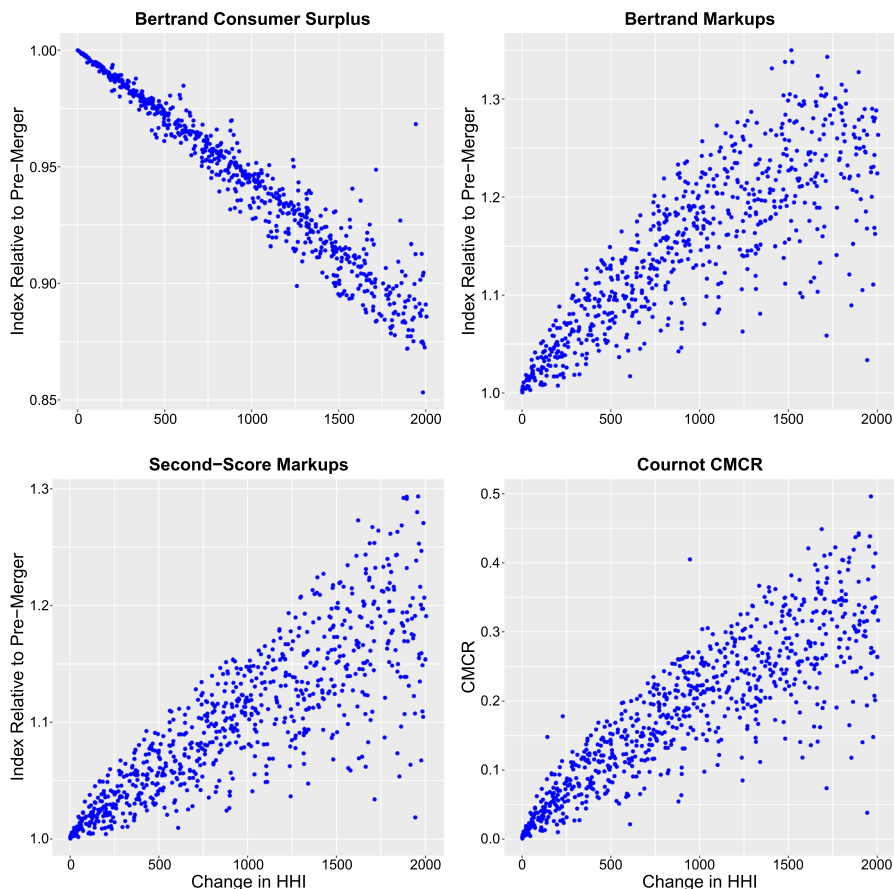 Bertrand Consumer Surplus
Index Relative to Pre−Merger
1.00
0.95
0.90
0.85
0 500 1000 1500 2000
Bertrand Markups
Index Relative to Pre−Merger
1.3
1.2
1.1
1.0
0 500 1000 1500 2000
Second−Score Markups
Index Relative to Pre−Merger
1.3
1.2
1.1
1.0
0 500 1000 1500 2000
Change in HHI
Cournot CMCR
CMCR
0.5
0.4
0.3
0.2
0.1
0.0
0 500 1000 1500 2000
Change in HHI